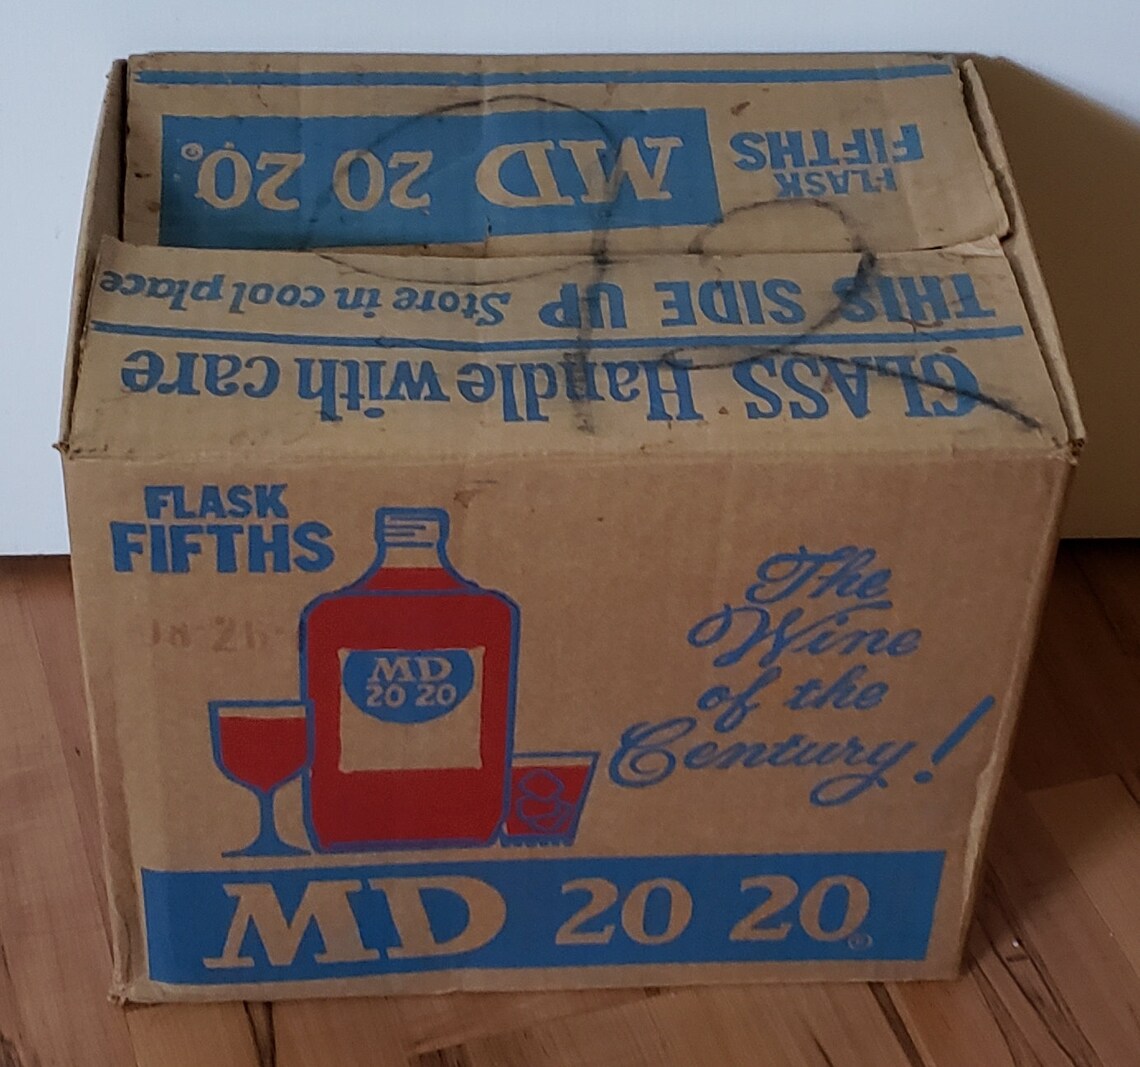 FLASK
FIFTHS
MD 20 20®
THIS SIDE UP Store in cool place
GLASS Handle with care
FLASK
FIFTHS
MD
20 20
The
Wine
of the
Century!
MD 20 20®